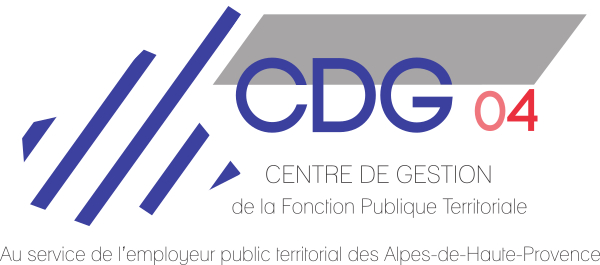 CDG 04
CENTRE DE GESTION
de la Fonction Publique Territoriale
Au service de l'employeur public territorial des Alpes-de-Haute-Provence